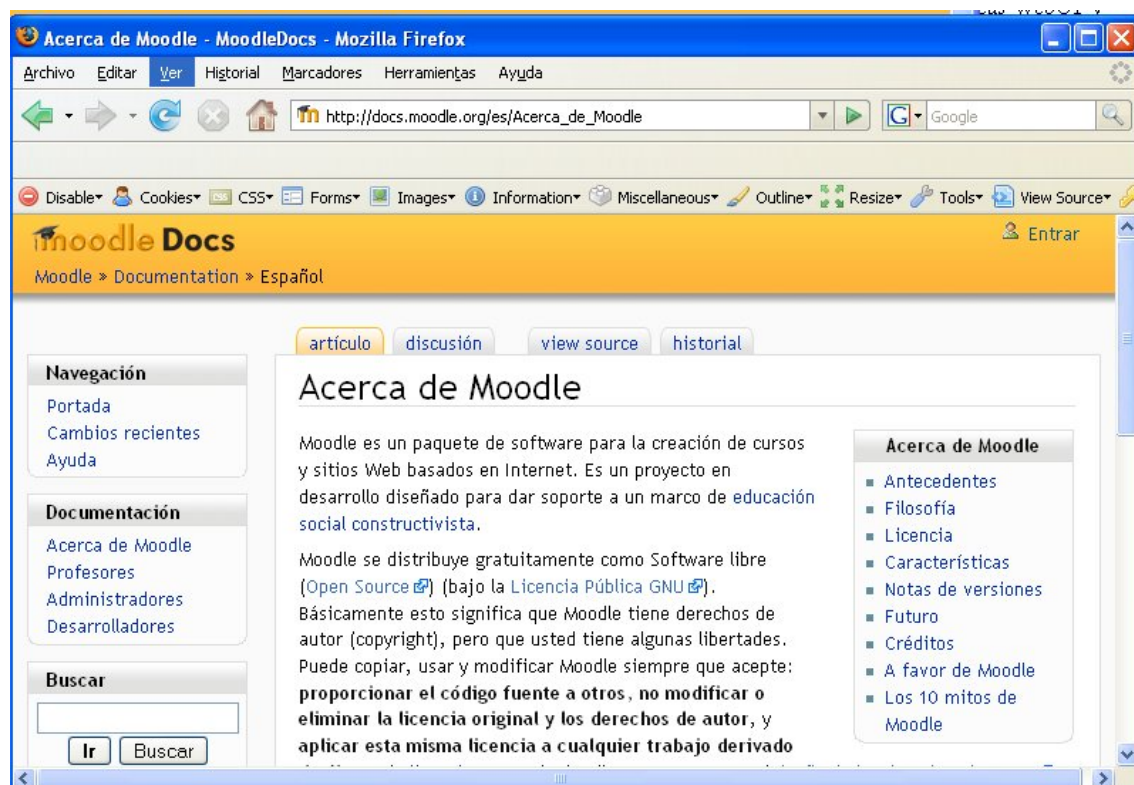 Acerca de Moodle - MoodleDocs - Mozilla Firefox
Archivo Editar Ver Historial Marcadores Herramientas Ayuda
http://docs.moodle.org/es/Acerca_de_Moodle G Google
Disable Cookies CSS Forms Images Information Miscellaneous Outline Resize Tools View Source
moodle Docs
Entrar
Moodle » Documentation » Español
artículo discusión view source historial
Navegación
Portada
Cambios recientes
Ayuda
Documentación
Acerca de Moodle
Profesores
Administradores
Desarrolladores
Buscar
Ir Buscar
Acerca de Moodle
Moodle es un paquete de software para la creación de cursos
y sitios Web basados en Internet. Es un proyecto en
desarrollo diseñado para dar soporte a un marco de educación
social constructivista.
Moodle se distribuye gratuitamente como Software libre
(Open Source) (bajo la Licencia Pública GNU).
Básicamente esto significa que Moodle tiene derechos de
autor (copyright), pero que usted tiene algunas libertades.
Puede copiar, usar y modificar Moodle siempre que acepte:
proporcionar el código fuente a otros, no modificar o
eliminar la licencia original y los derechos de autor, y
aplicar esta misma licencia a cualquier trabajo derivado
Acerca de Moodle
Antecedentes
Filosofía
Licencia
Características
Notas de versiones
Futuro
Créditos
A favor de Moodle
Los 10 mitos de
Moodle